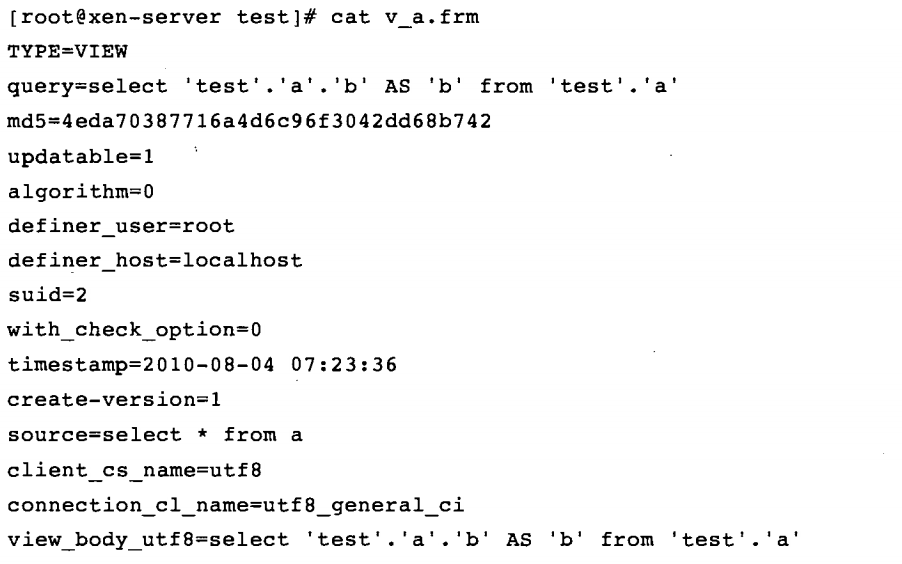 [root@xen-server test]# cat v_a.frm
TYPE=VIEW
query=select 'test'.'a'.'b' AS 'b' from 'test'.'a'
md5=4eda70387716a4d6c96f3042dd68b742
updatable=1
algorithm=0
definer_user=root
definer_host=localhost
suid=2
with_check_option=0
timestamp=2010-08-04 07:23:36
create-version=1
source=select * from a
client_cs_name=utf8
connection_cl_name=utf8_general_ci
view_body_utf8=select 'test'.'a'.'b' AS 'b' from 'test'.'a'